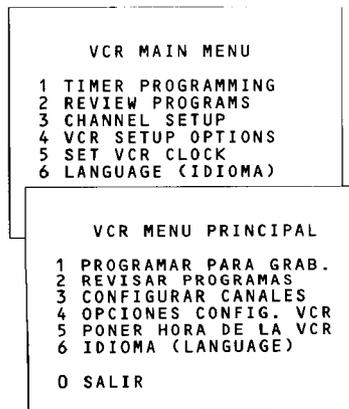 VCR MAIN MENU
1 TIMER PROGRAMMING
2 REVIEW PROGRAMS
3 CHANNEL SETUP
4 VCR SETUP OPTIONS
5 SET VCR CLOCK
6 LANGUAGE (IDIOMA)
VCR MENU PRINCIPAL
1 PROGRAMAR PARA GRAB.
2 REVISAR PROGRAMAS
3 CONFIGURAR CANALES
4 OPCIONES CONFIG. VCR
5 PONER HORA DE LA VCR
6 IDIOMA (LANGUAGE)
0 SALIR